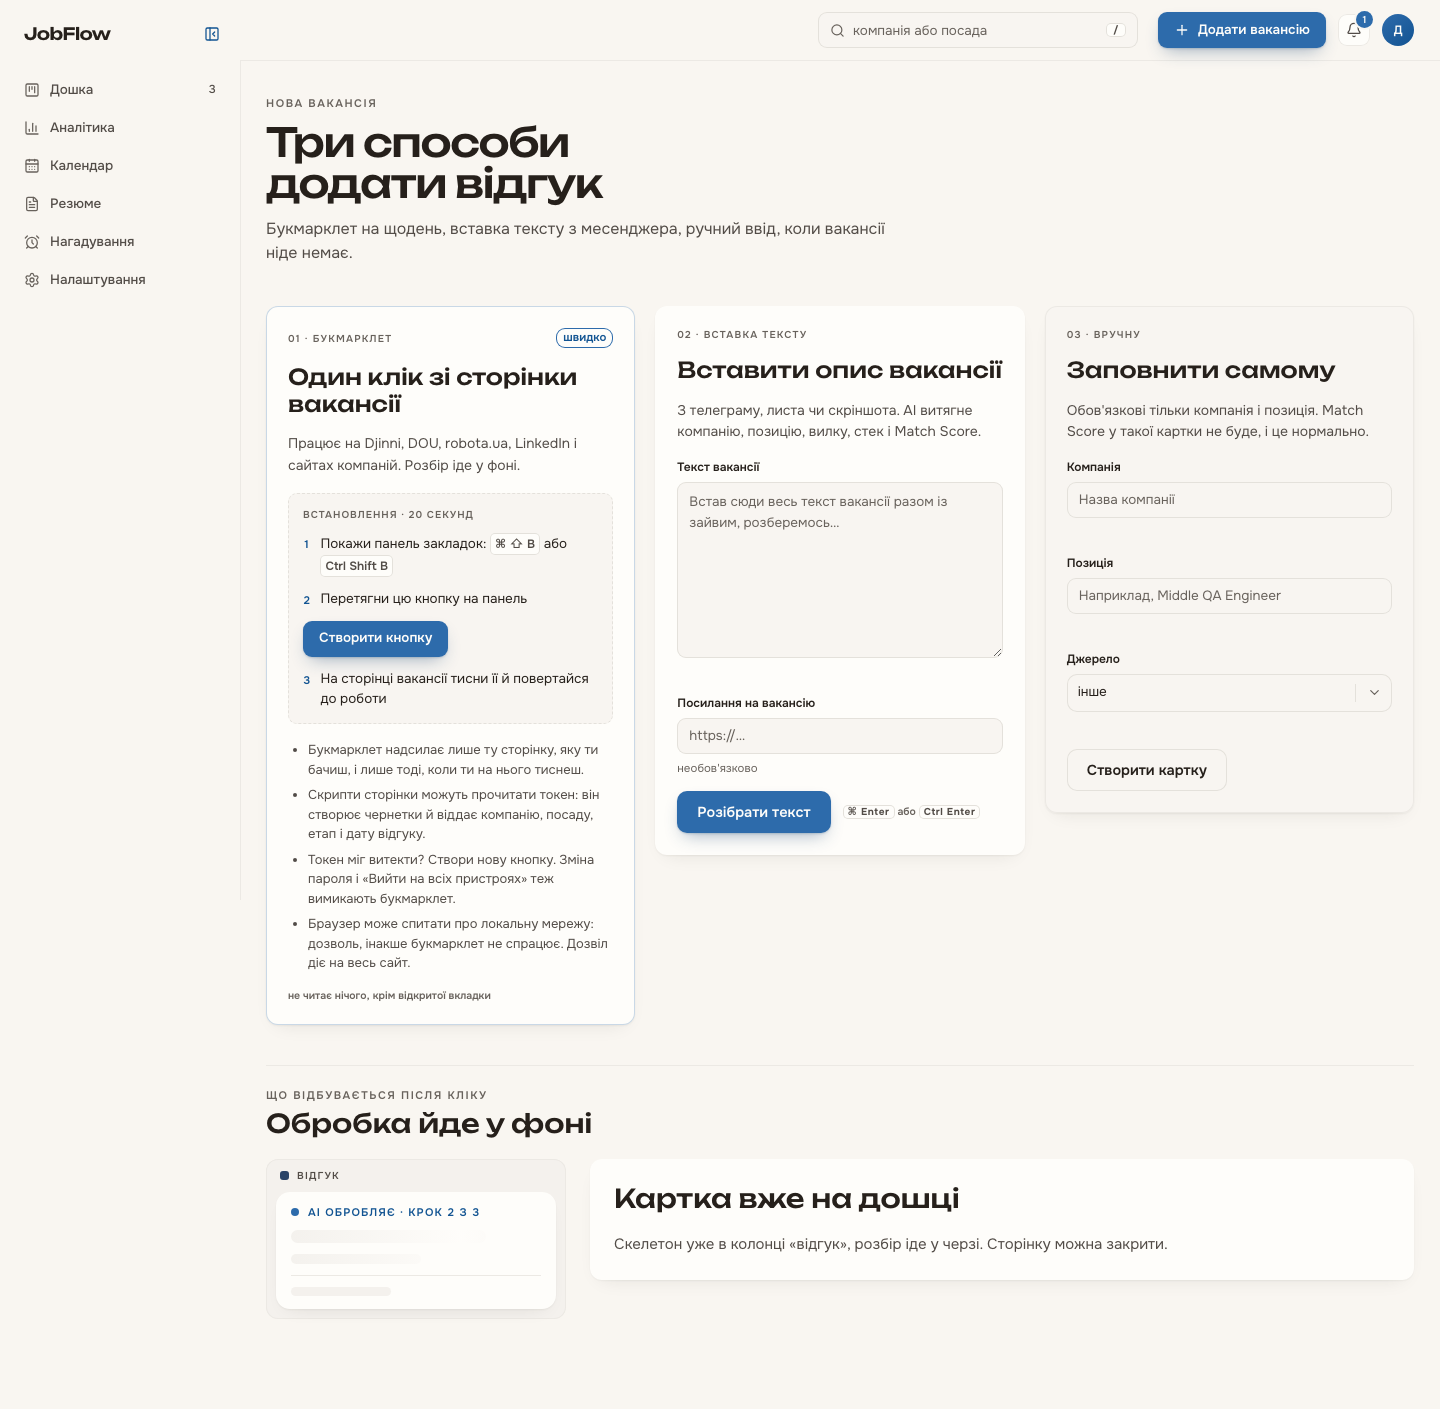 JobFlow
компанія або посада
/
Додати вакансію
1
Д
Дошка
3
Аналітика
Календар
Резюме
Нагадування
Налаштування
НОВА ВАКАНСІЯ
Три способи
додати відгук
Букмарклет на щодень, вставка тексту з месенджера, ручний ввід, коли вакансії
ніде немає.
01 · БУКМАРКЛЕТ
швидко
Один клік зі сторінки
вакансії
Працює на Djinni, DOU, robota.ua, LinkedIn і
сайтах компаній. Розбір іде у фоні.
ВСТАНОВЛЕННЯ · 20 СЕКУНД
1 Покажи панель закладок: ⌘ ⇧ B або
Ctrl Shift B
2 Перетягни цю кнопку на панель
Створити кнопку
3 На сторінці вакансії тисни її й повертайся
до роботи
• Букмарклет надсилає лише ту сторінку, яку ти
бачиш, і лише тоді, коли ти на нього тиснеш.
• Скрипти сторінки можуть прочитати токен: він
створює чернетки й віддає компанію, посаду,
етап і дату відгуку.
• Токен міг витекти? Створи нову кнопку. Зміна
пароля і «Вийти на всіх пристроях» теж
вимикають букмарклет.
• Браузер може спитати про локальну мережу:
дозволь, інакше букмарклет не спрацює. Дозвіл
діє на весь сайт.
не читає нічого, крім відкритої вкладки
02 · ВСТАВКА ТЕКСТУ
Вставити опис вакансії
З телеграму, листа чи скріншота. AI витягне
компанію, позицію, вилку, стек і Match Score.
Текст вакансії
Встав сюди весь текст вакансії разом із
зайвим, розберемось…
Посилання на вакансію
https://…
необов'язково
Розібрати текст
⌘ Enter або Ctrl Enter
03 · ВРУЧНУ
Заповнити самому
Обов'язкові тільки компанія і позиція. Match
Score у такої картки не буде, і це нормально.
Компанія
Назва компанії
Позиція
Наприклад, Middle QA Engineer
Джерело
інше
Створити картку
ЩО ВІДБУВАЄТЬСЯ ПІСЛЯ КЛІКУ
Обробка йде у фоні
ВІДГУК
AI ОБРОБЛЯЄ · КРОК 2 З 3
Картка вже на дошці
Скелетон уже в колонці «відгук», розбір іде у черзі. Сторінку можна закрити.